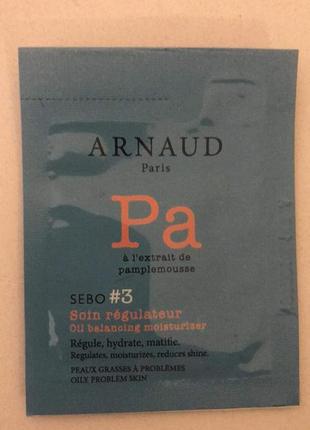 ARNAUD
Paris
Pa
à l'extrait de
pamplemousse
SEBO #3
Soin régulateur
Oil balancing moisturizer
Régule, hydrate, matifie.
Regulates, moisturizes, reduces shine.
PEAUX GRASSES À PROBLÈMES
OILY PROBLEM SKIN